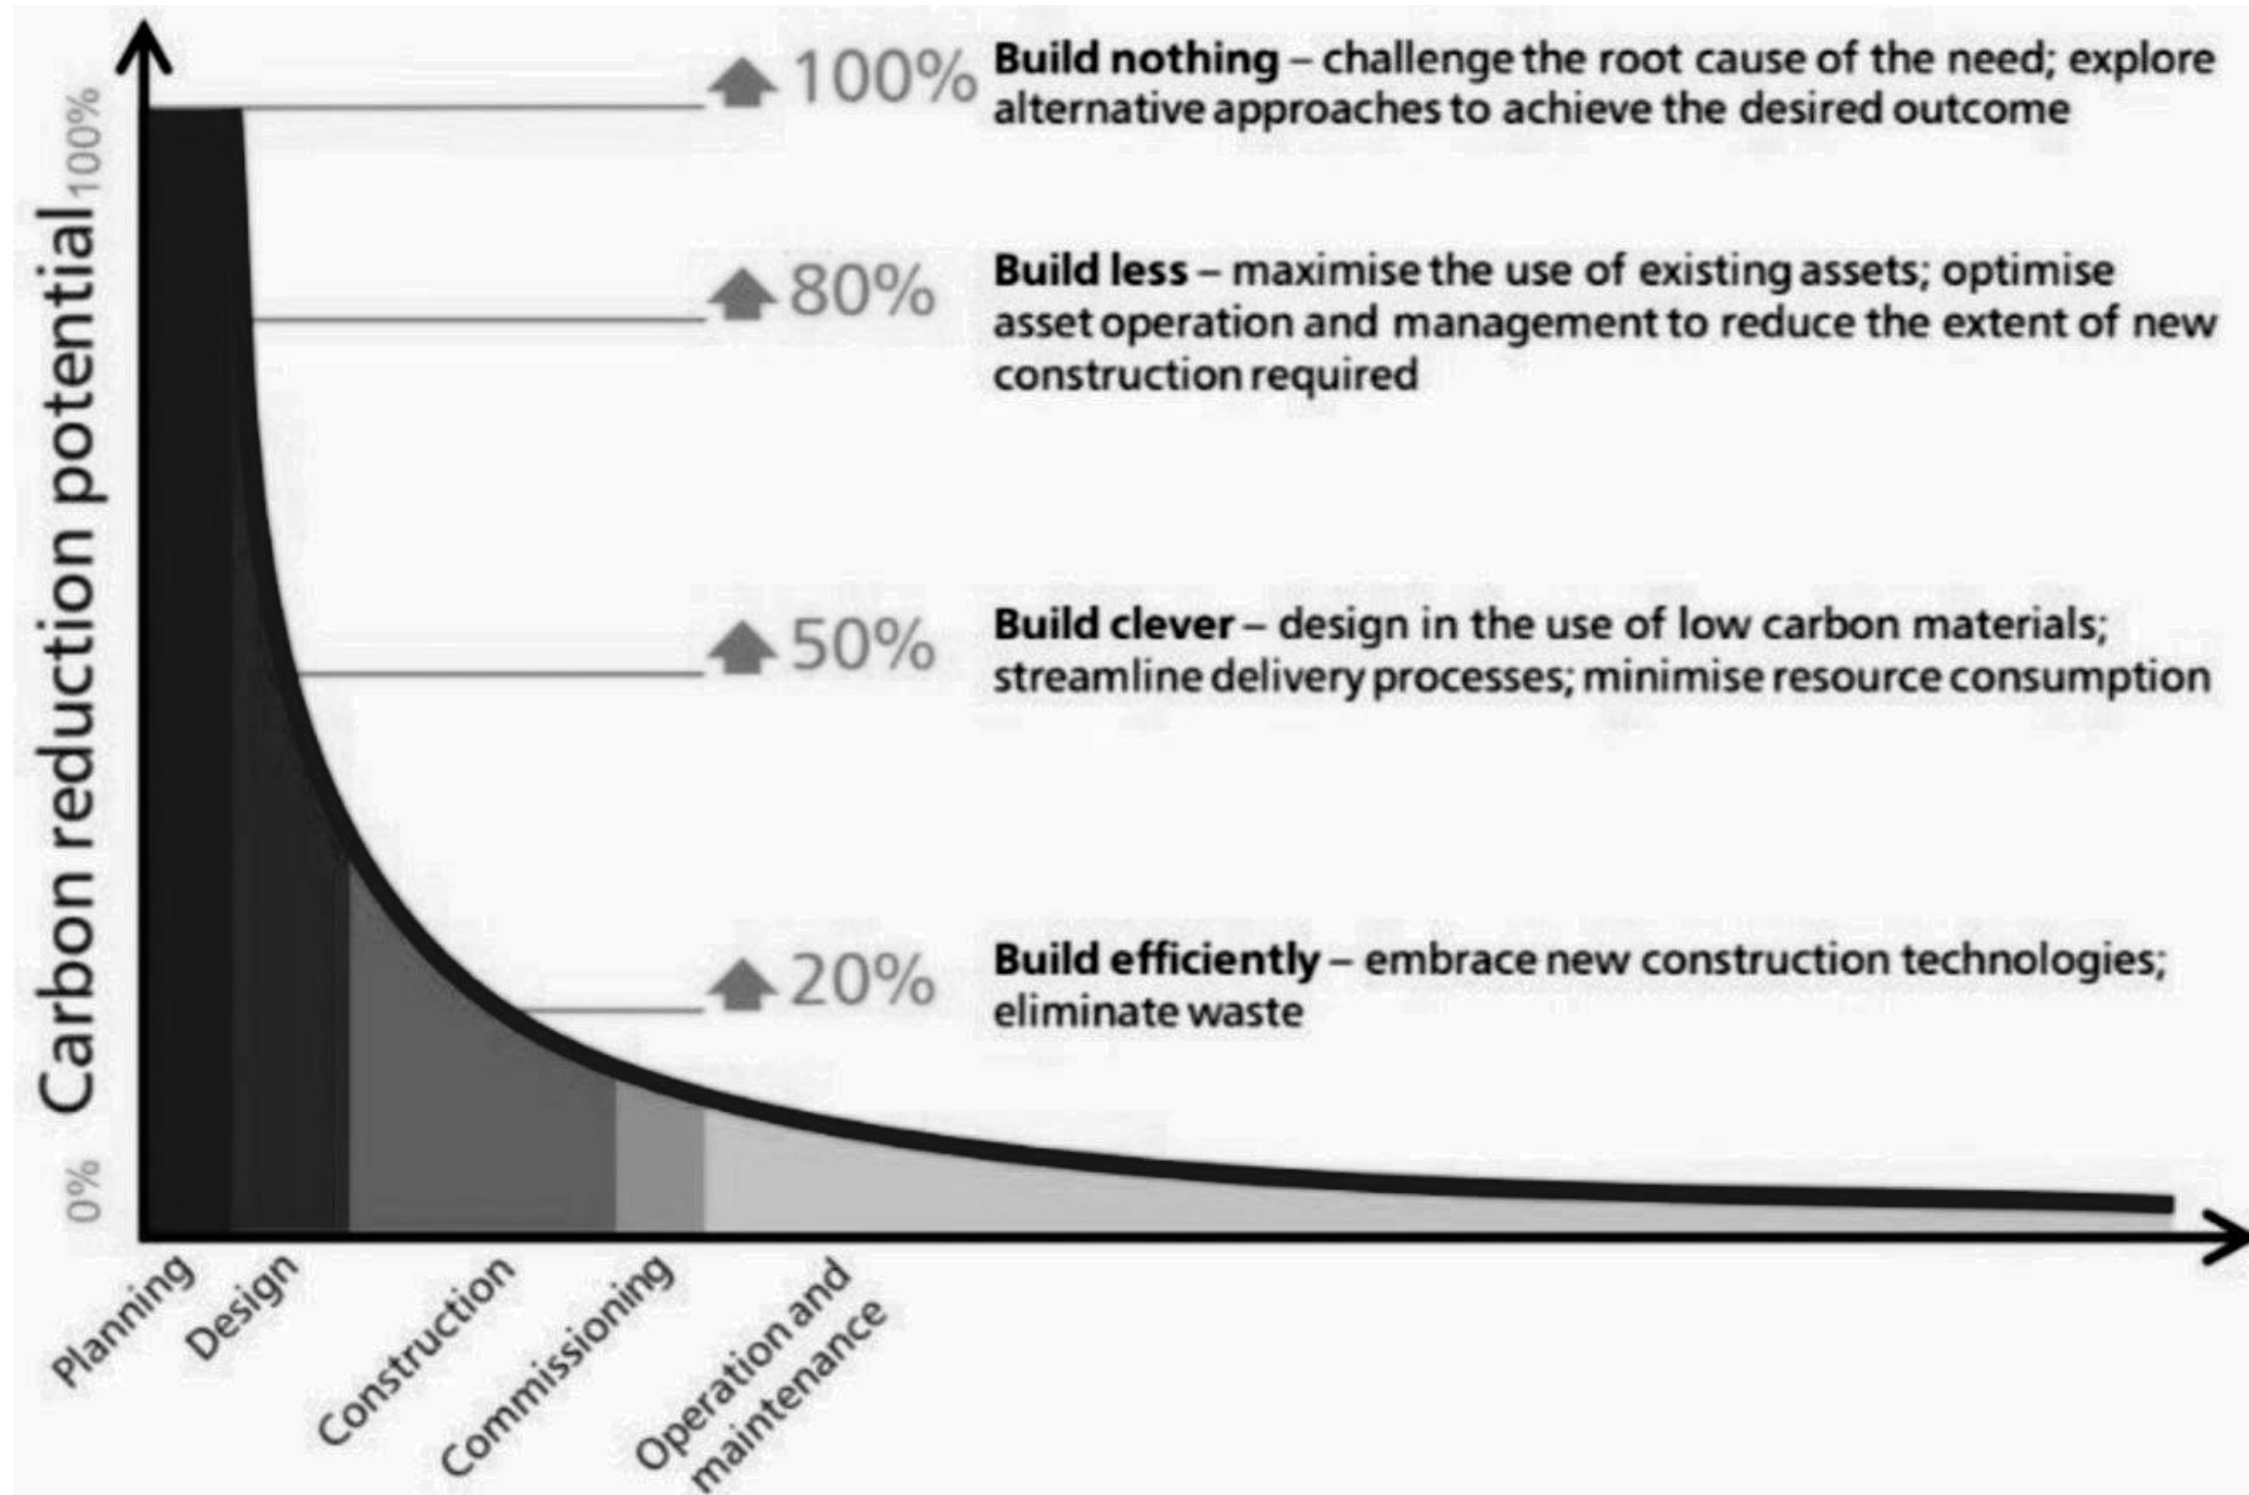 100%
Carbon reduction potential
0%
100%
Build nothing – challenge the root cause of the need; explore
alternative approaches to achieve the desired outcome
80%
Build less – maximise the use of existing assets; optimise
asset operation and management to reduce the extent of new
construction required
50%
Build clever – design in the use of low carbon materials;
streamline delivery processes; minimise resource consumption
20%
Build efficiently – embrace new construction technologies;
eliminate waste
Planning
Design
Construction
Commissioning
Operation and
maintenance